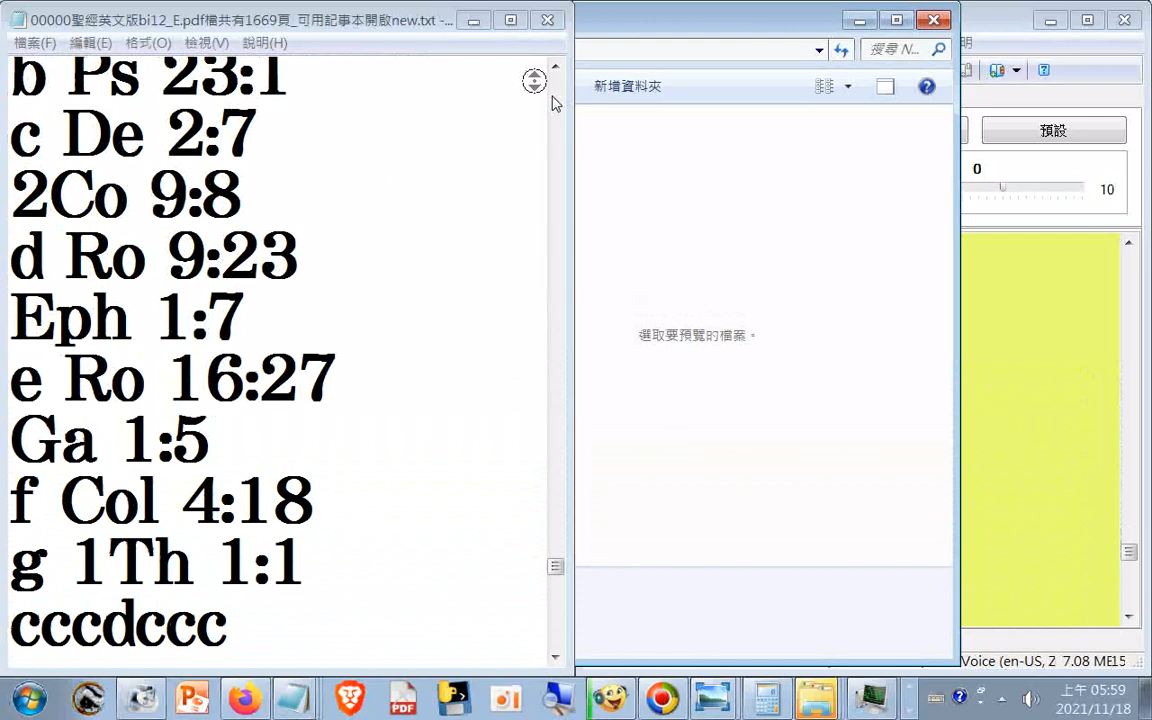 00000聖經英文版bi12_E.pdf檔共有1669頁_可用記事本開啟new.txt -...
檔案(F) 編輯(E) 格式(O) 檢視(V) 說明(H)
b Ps 23:1
c De 2:7
2Co 9:8
d Ro 9:23
Eph 1:7
e Ro 16:27
Ga 1:5
f Col 4:18
g 1Th 1:1
cccdccc
搜尋 N...
新增資料夾
選取要預覽的檔案。
明
預設
0
10
Voice (en-US, Z 7.08 ME15
PDF
上午 05:59
2021/11/18